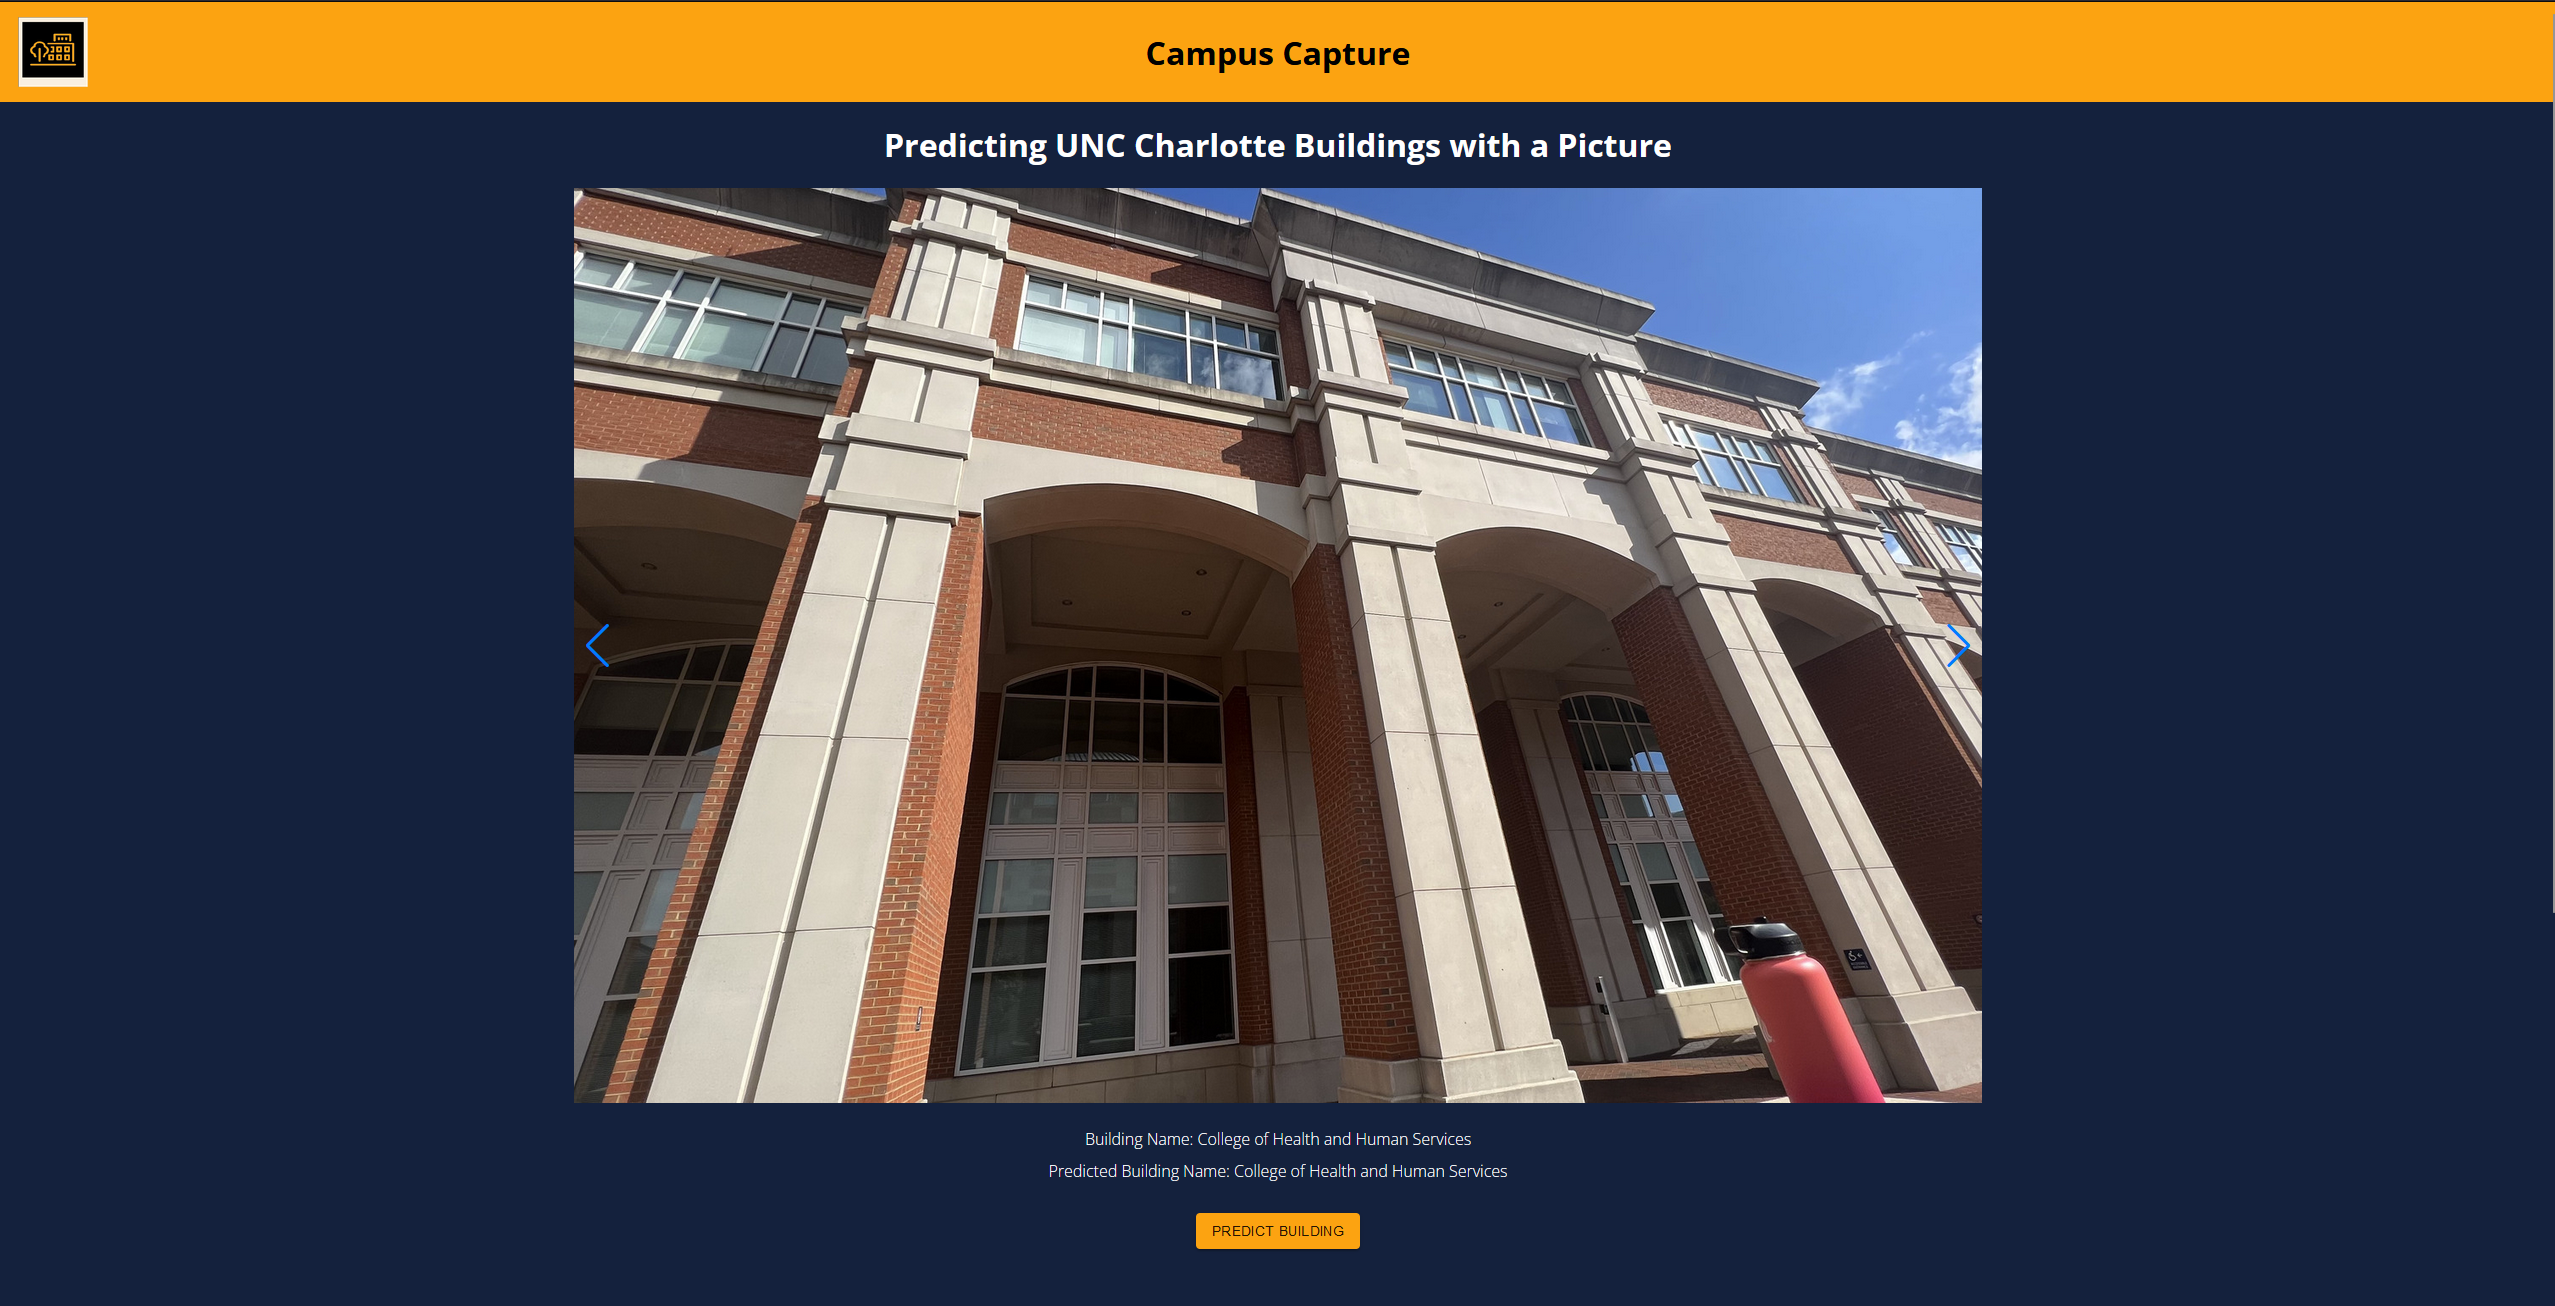 Campus Capture
Predicting UNC Charlotte Buildings with a Picture
Building Name: College of Health and Human Services
Predicted Building Name: College of Health and Human Services
PREDICT BUILDING